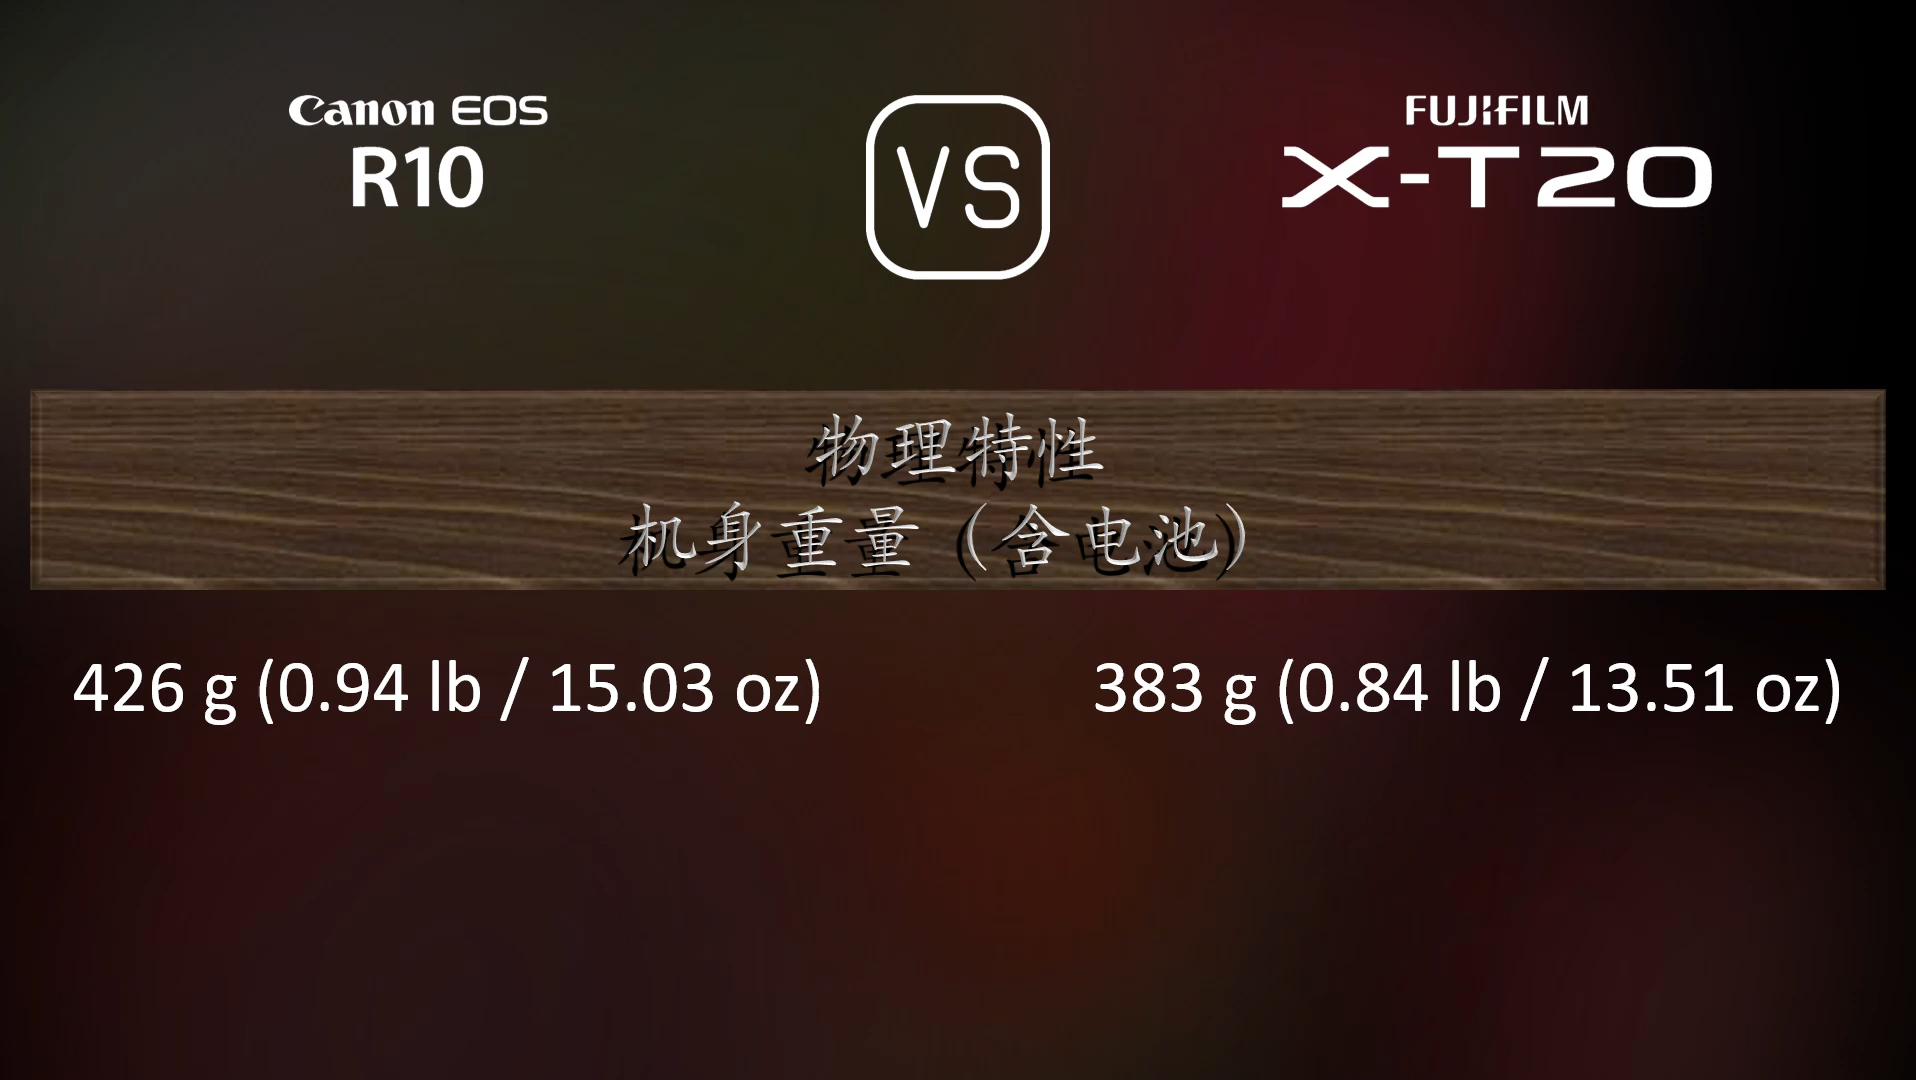 Canon EOS
R10
VS
FUJIFILM
X-T20
物理特性
机身重量（含电池）
426 g (0.94 lb / 15.03 oz)
383 g (0.84 lb / 13.51 oz)